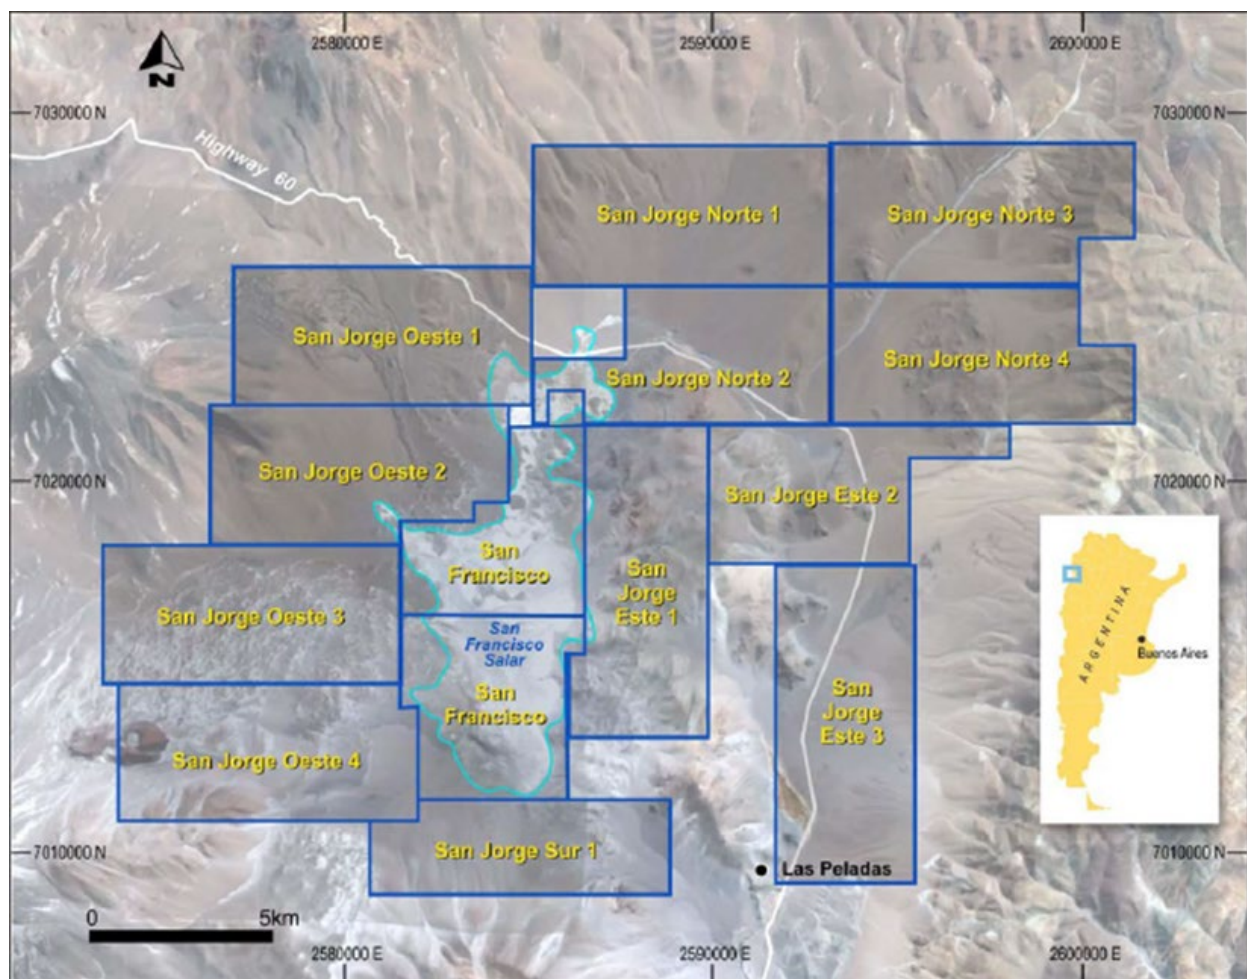 2580000 E
2590000 E
2600000 E
N
7030000 N
7030000 N
Highway 60
San Jorge Norte 1
San Jorge Norte 3
San Jorge Oeste 1
San Jorge Norte 2
San Jorge Norte 4
San Jorge Oeste 2
7020000 N
San Jorge Este 2
7020000 N
San
Francisco
San
Jorge
Este 1
San Jorge Oeste 3
San
Francisco
Salar
San
Francisco
San
Jorge
Este 3
San Jorge Oeste 4
ARGENTINA
Buenos Aires
San Jorge Sur 1
7010000 N
7010000 N
Las Peladas
0
5km
2580000 E
2590000 E
2600000 E